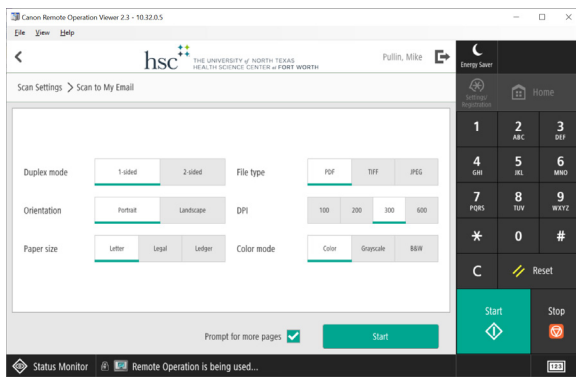 Canon Remote Operation Viewer 2.3 - 10.32.0.5
File View Help
hsc THE UNIVERSITY of NORTH TEXAS
HEALTH SCIENCE CENTER at FORT WORTH
Pullin, Mike
Scan Settings > Scan to My Email
Duplex mode 1-sided 2-sided File type PDF TIFF JPEG
Orientation Portrait Landscape DPI 100 200 300 600
Paper size Letter Legal Ledger Color mode Color Grayscale B&W
Prompt for more pages Start
Status Monitor Remote Operation is being used...
Energy Saver
Settings/
Registration
Home
1 2 3
ABC DEF
4 5 6
GHI JKL MNO
7 8 9
PQRS TUV WXYZ
* 0 #
C Reset
Start Stop
123